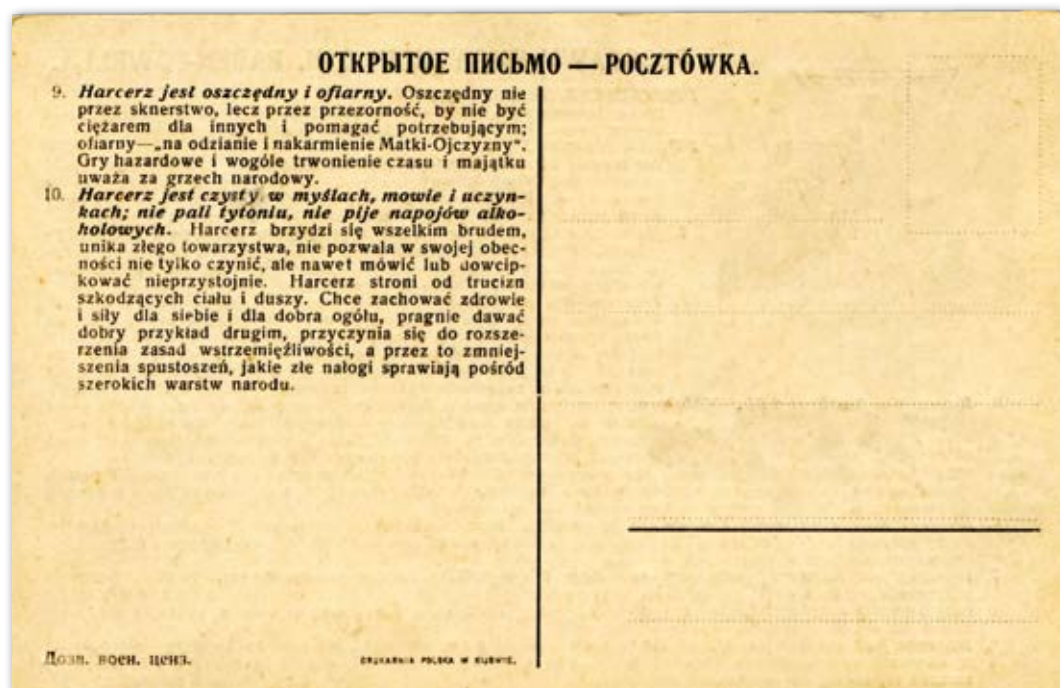 ОТКРЫТОЕ ПИСЬМО — POCZTÓWKA.
9. Harcerz jest oszczędny i ofiarny. Oszczędny nie
przez sknerstwo, lecz przez przezorność, by nie być
ciężarem dla innych i pomagać potrzebującym;
ofiarny—„na odzianie i nakarmienie Matki-Ojczyzny“.
Gry hazardowe i wogóle trwonienie czasu i majątku
uważa za grzech narodowy.
10. Harcerz jest czysty w myślach, mowie i uczyn-
kach; nie pali tytoniu, nie pije napojów alko-
holowych. Harcerz brzydzi się wszelkim brudem,
unika złego towarzystwa, nie pozwala w swojej obec-
ności nie tylko czynić, ale nawet mówić lub dowcip-
kować nieprzystojnie. Harcerz stroni od trucizn
szkodzących ciału i duszy. Chce zachować zdrowie
i siły dla siebie i dla dobra ogółu, pragnie dawać
dobry przykład drugim, przyczynia się do rozsze-
rzenia zasad wstrzemięźliwości, a przez to zmniej-
szenia spustoszeń, jakie złe nałogi sprawiają pośród
szerokich warstw narodu.
Дозв. воен. ценз.
DRUKARNIA POLSKA W KIJOWIE.